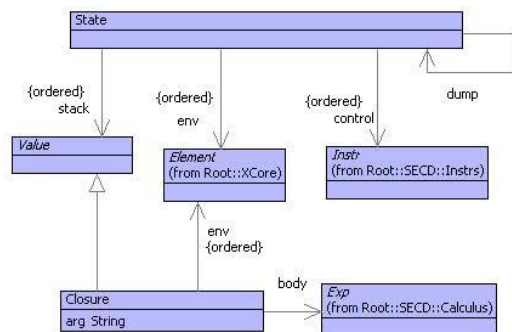 State
dump
{ordered}
stack
{ordered}
env
{ordered}
control
Value
Element
(from Root::XCore)
Instr
(from Root::SECD::Instrs)
env
{ordered}
Closure
arg String
body
Exp
(from Root::SECD::Calculus)